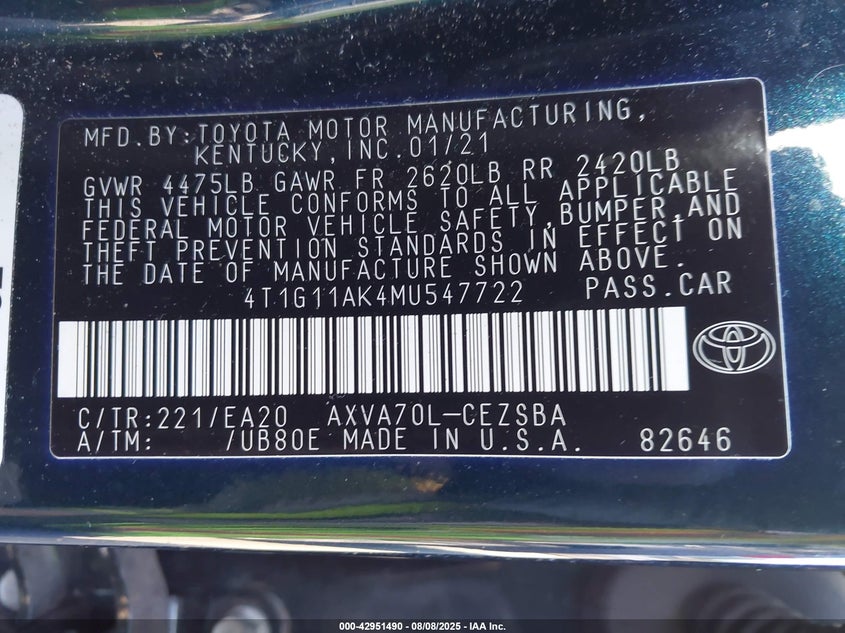 MFD.BY:TOYOTA MOTOR MANUFACTURING,
KENTUCKY,INC.01/21
GVWR 4475LB GAWR FR 2620LB RR 2420LB
THIS VEHICLE CONFORMS TO ALL APPLICABLE
FEDERAL MOTOR VEHICLE SAFETY,BUMPER,AND
THEFT PREVENTION STANDARDS IN EFFECT ON
THE DATE OF MANUFACTURE SHOWN ABOVE.
4T1G11AK4MU547722 PASS.CAR
C/TR:221/EA20 AXVA70L-CEZSBA
A/TM: /UB80E MADE IN U.S.A. 82646
000-42951490 - 08/08/2025 - IAA Inc.